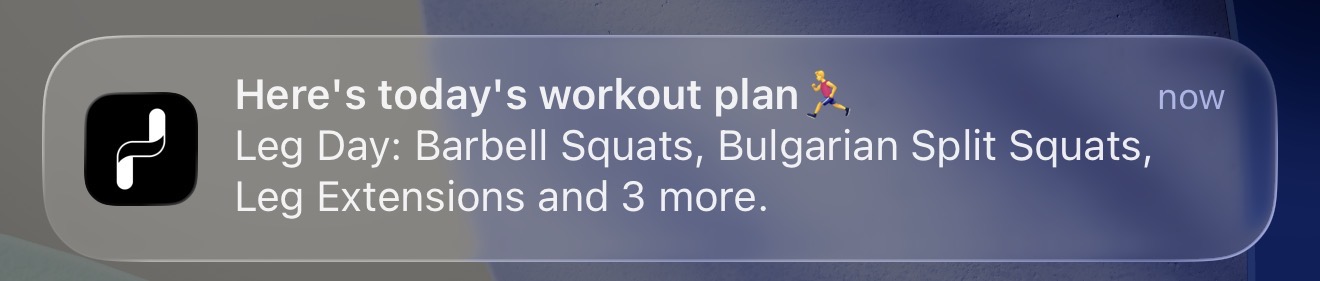 Here's today's workout plan🏃 now
Leg Day: Barbell Squats, Bulgarian Split Squats,
Leg Extensions and 3 more.